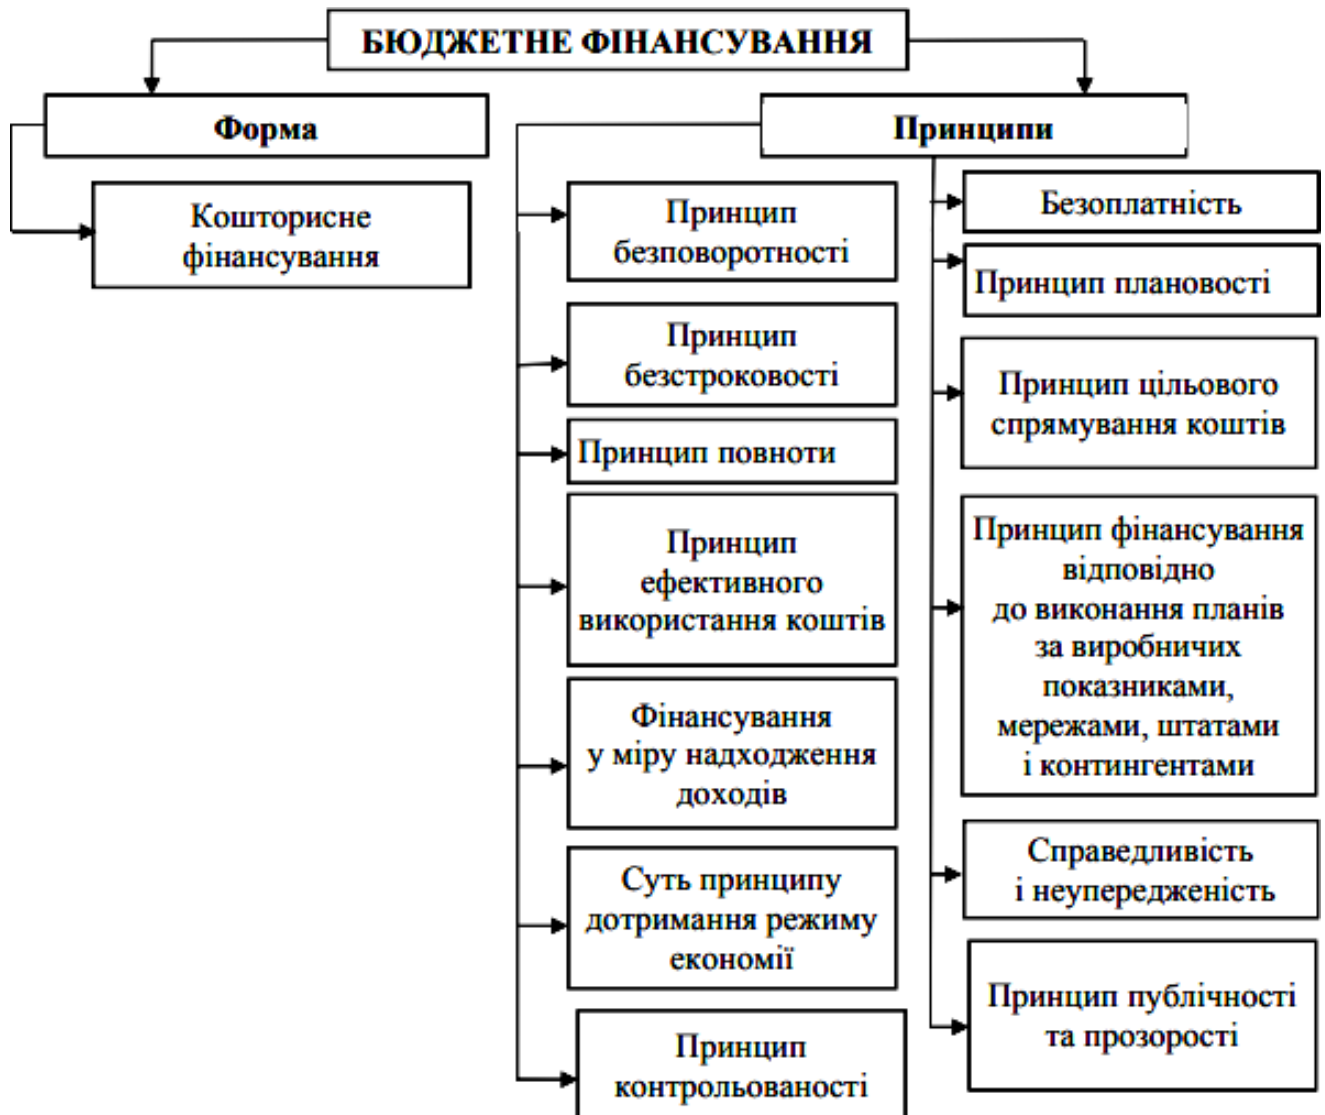 БЮДЖЕТНЕ ФІНАНСУВАННЯ
Форма
Кошторисне
фінансування
Принципи
Принцип
безповоротності
Принцип
безстроковості
Принцип повноти
Принцип
ефективного
використання коштів
Фінансування
у міру надходження
доходів
Суть принципу
дотримання режиму
економії
Принцип
контрольованості
Безоплатність
Принцип плановості
Принцип цільового
спрямування коштів
Принцип фінансування
відповідно
до виконання планів
за виробничих
показниками,
мережами, штатами
і контингентами
Справедливість
і неупередженість
Принцип публічності
та прозорості